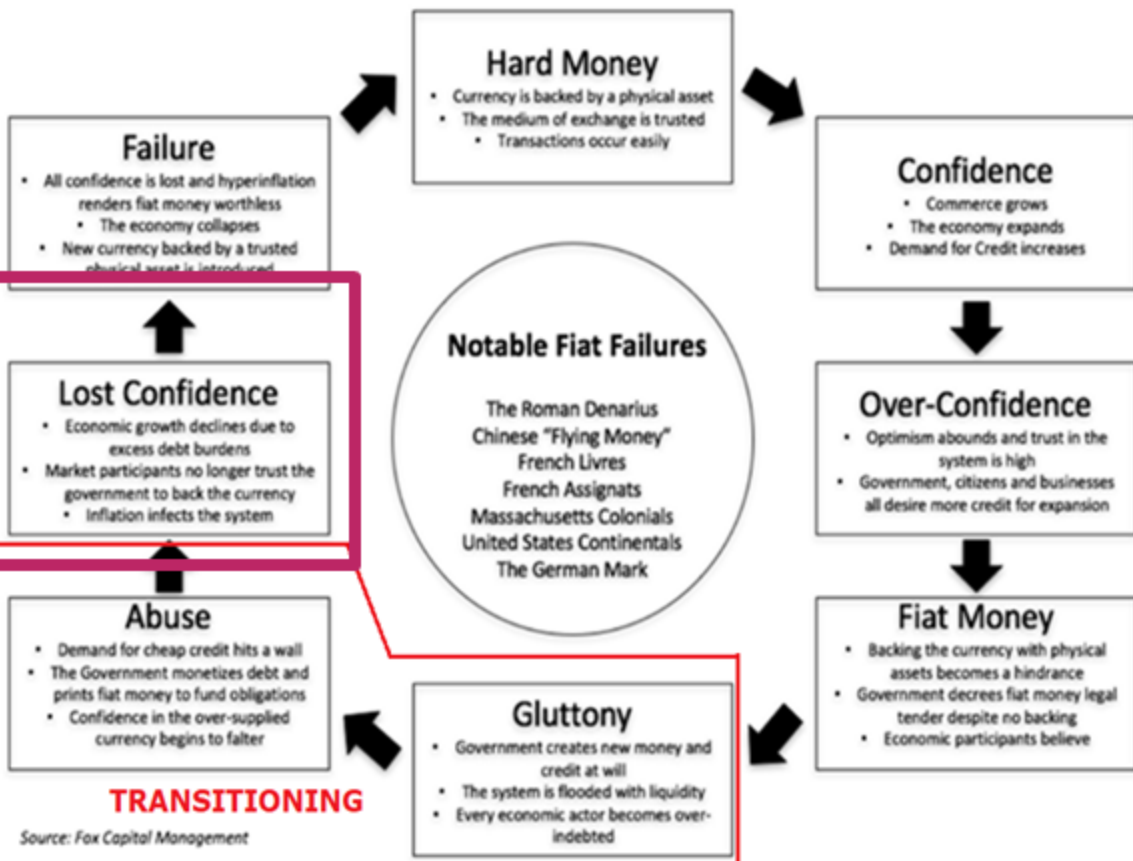 Hard Money
• Currency is backed by a physical asset
• The medium of exchange is trusted
• Transactions occur easily
Confidence
• Commerce grows
• The economy expands
• Demand for Credit increases
Over-Confidence
• Optimism abounds and trust in the
system is high
• Government, citizens and businesses
all desire more credit for expansion
Fiat Money
• Backing the currency with physical
assets becomes a hindrance
• Government decrees fiat money legal
tender despite no backing
• Economic participants believe
Gluttony
• Government creates new money and
credit at will
• The system is flooded with liquidity
• Every economic actor becomes over-
indebted
Abuse
• Demand for cheap credit hits a wall
• The Government monetizes debt and
prints fiat money to fund obligations
• Confidence in the over-supplied
currency begins to falter
Lost Confidence
• Economic growth declines due to
excess debt burdens
• Market participants no longer trust the
government to back the currency
• Inflation infects the system
Failure
• All confidence is lost and hyperinflation
renders fiat money worthless
• The economy collapses
• New currency backed by a trusted
physical asset is introduced
Notable Fiat Failures
The Roman Denarius
Chinese "Flying Money"
French Livres
French Assignats
Massachusetts Colonials
United States Continentals
The German Mark
TRANSITIONING
Source: Fox Capital Management